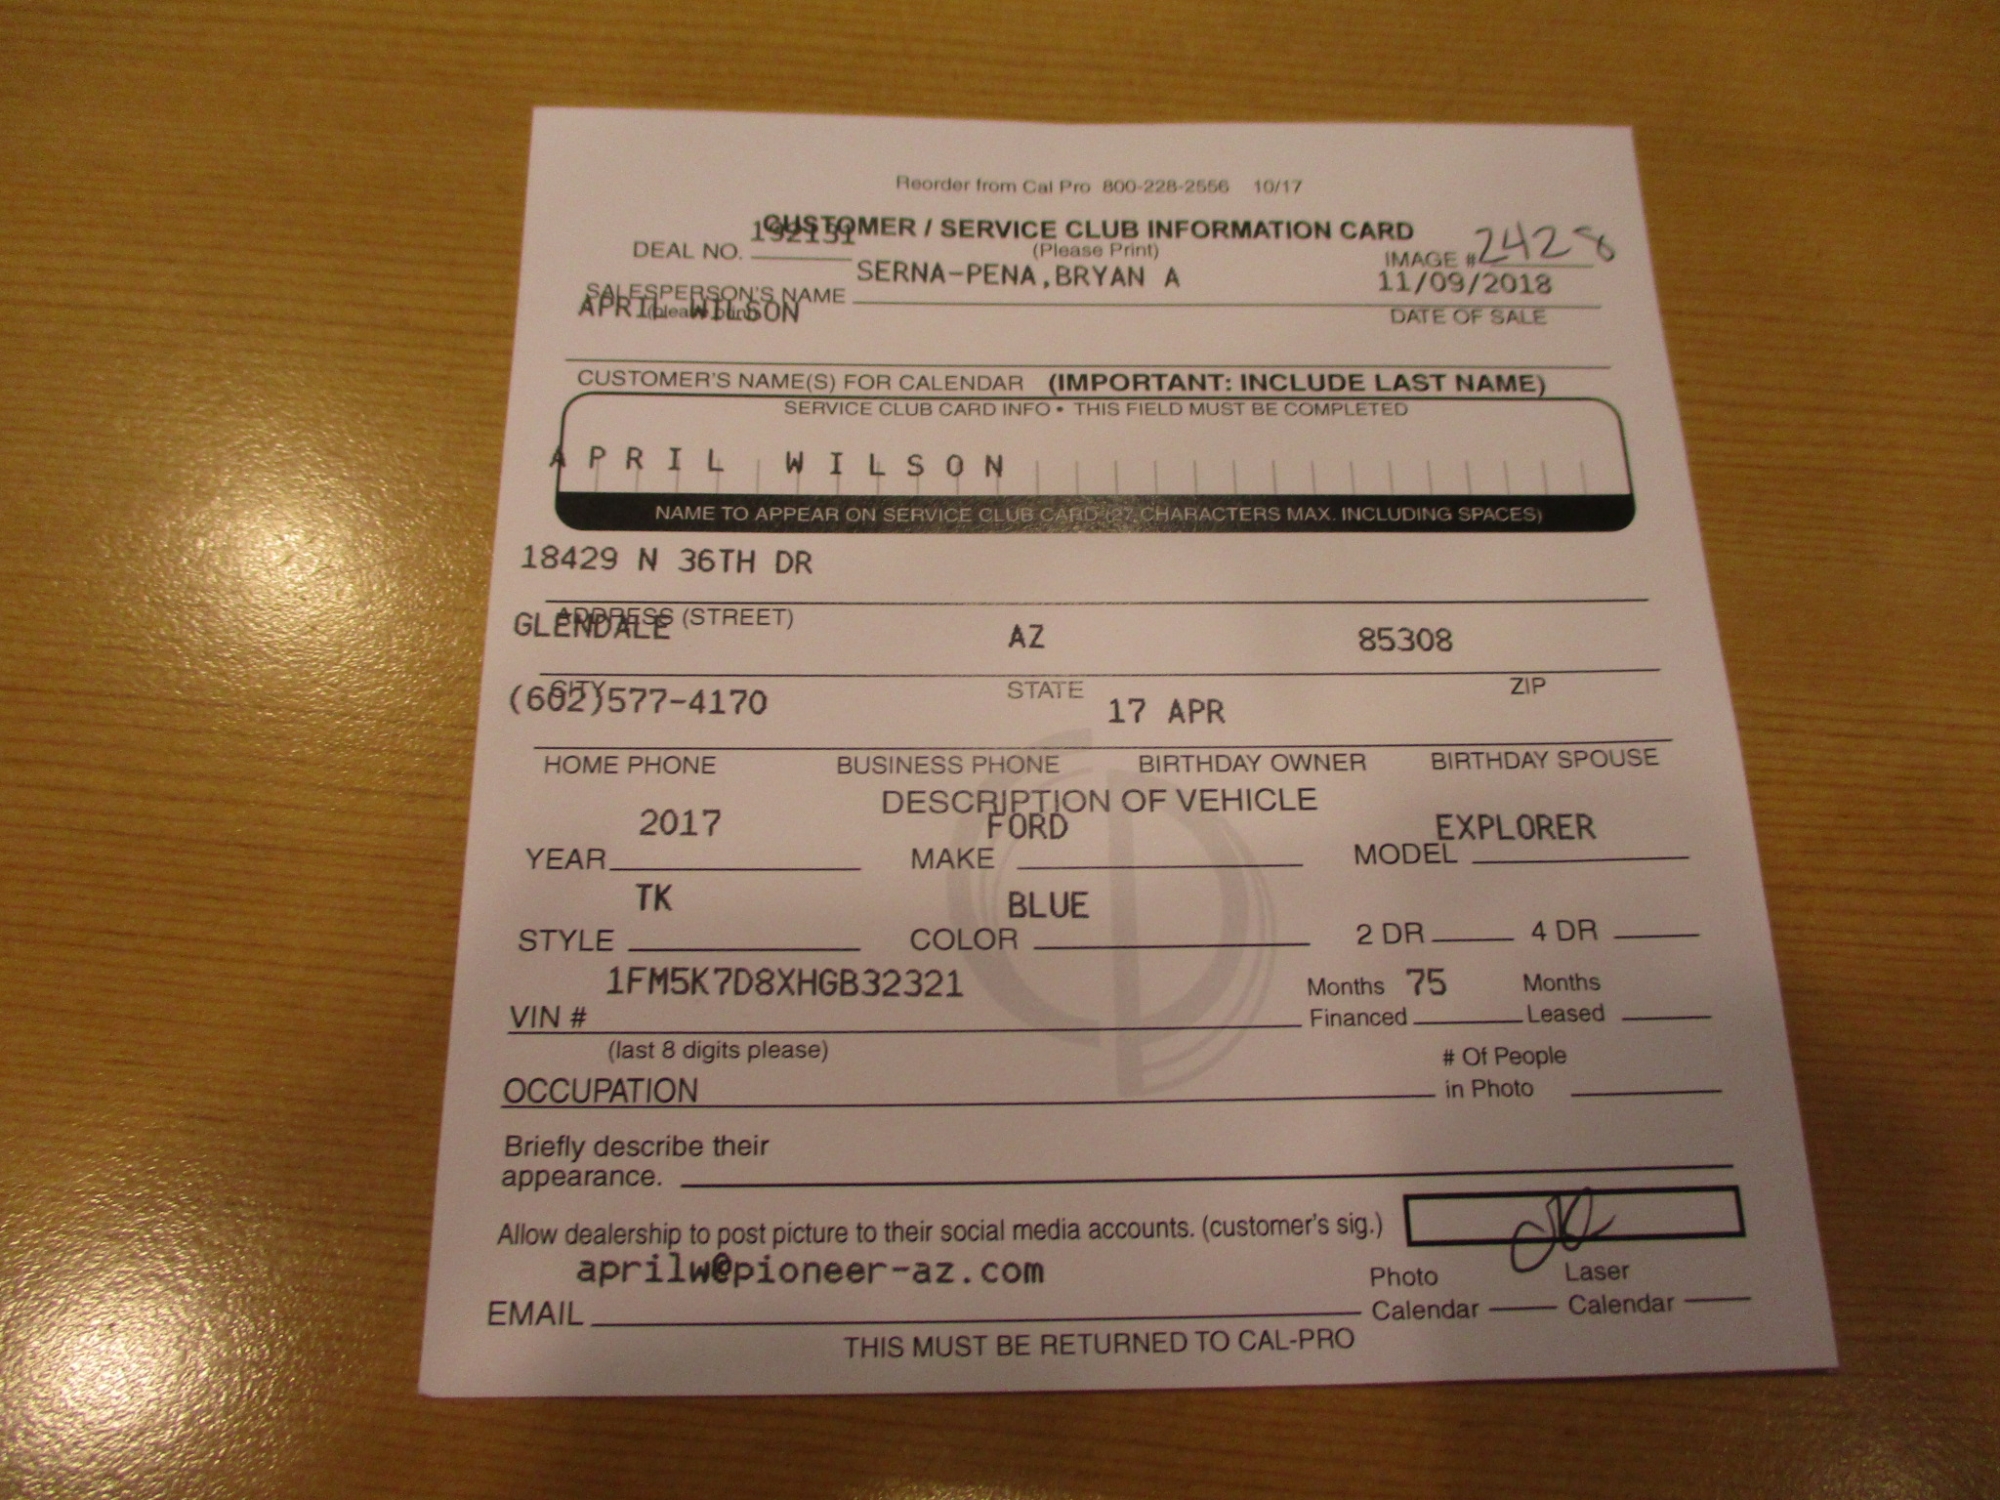 Reorder from Cal Pro 800-228-2556 10/17
CUSTOMER / SERVICE CLUB INFORMATION CARD
DEAL NO. 192131 (Please Print) IMAGE # 2428
SALESPERSON'S NAME SERNA-PENA,BRYAN A 11/09/2018
(please print) DATE OF SALE
APRIL WILSON
CUSTOMER'S NAME(S) FOR CALENDAR (IMPORTANT: INCLUDE LAST NAME)
SERVICE CLUB CARD INFO • THIS FIELD MUST BE COMPLETED
APRIL WILSON
NAME TO APPEAR ON SERVICE CLUB CARD (27 CHARACTERS MAX. INCLUDING SPACES)
18429 N 36TH DR
ADDRESS (STREET)
GLENDALE AZ 85308
CITY STATE ZIP
(602)577-4170 17 APR
HOME PHONE BUSINESS PHONE BIRTHDAY OWNER BIRTHDAY SPOUSE
DESCRIPTION OF VEHICLE
2017 FORD EXPLORER
YEAR MAKE MODEL
TK BLUE
STYLE COLOR 2 DR 4 DR
1FM5K7D8XHGB32321 Months 75 Months
VIN # Financed Leased
(last 8 digits please) # Of People
OCCUPATION in Photo
Briefly describe their
appearance.
Allow dealership to post picture to their social media accounts. (customer's sig.)
aprilw@pioneer-az.com Photo Laser
EMAIL Calendar Calendar
THIS MUST BE RETURNED TO CAL-PRO